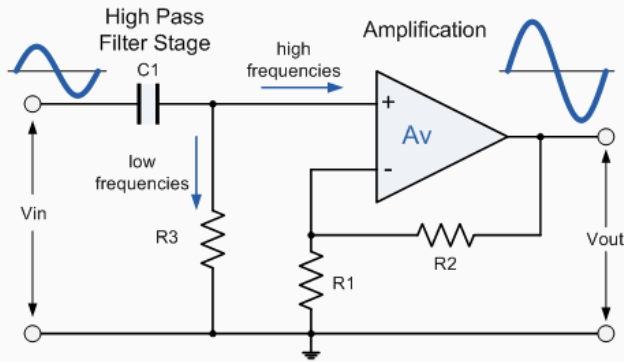 High Pass
Filter Stage
C1
high
frequencies
Amplification
+
Av
-
low
frequencies
Vin
R3
R1
R2
Vout